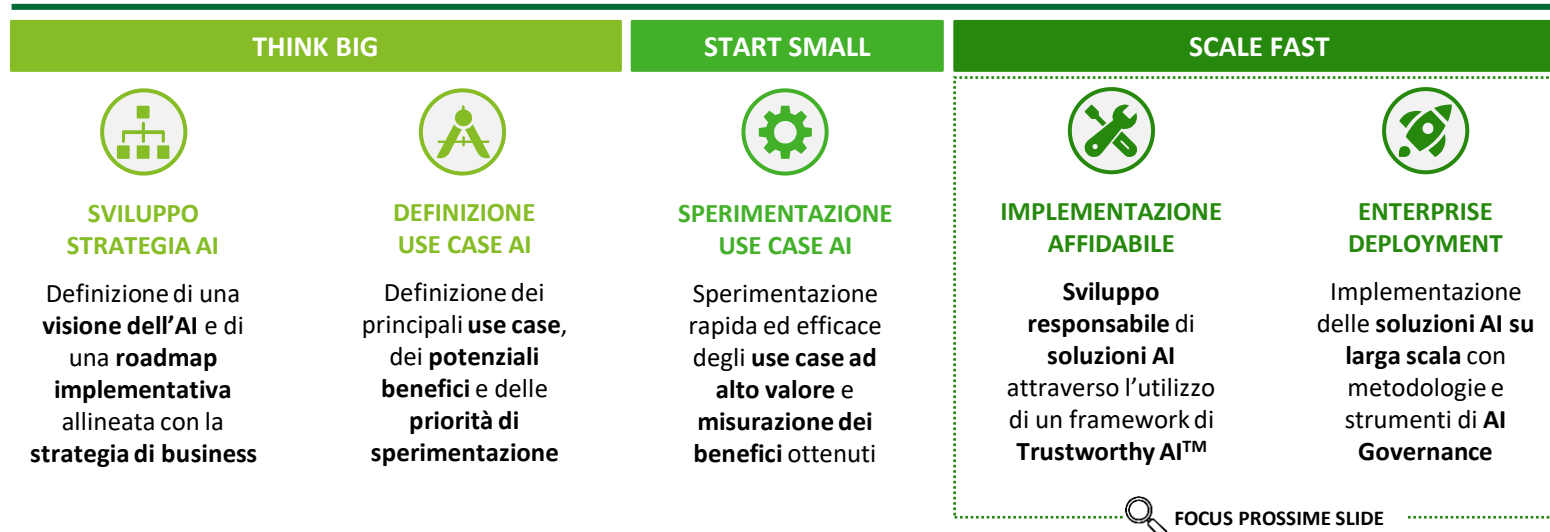 THINK BIG
START SMALL
SCALE FAST
SVILUPPO
STRATEGIA AI
Definizione di una
visione dell’AI e di
una roadmap
implementativa
allineata con la
strategia di business
DEFINIZIONE
USE CASE AI
Definizione dei
principali use case,
dei potenziali
benefici e delle
priorità di
sperimentazione
SPERIMENTAZIONE
USE CASE AI
Sperimentazione
rapida ed efficace
degli use case ad
alto valore e
misurazione dei
benefici ottenuti
IMPLEMENTAZIONE
AFFIDABILE
Sviluppo
responsabile di
soluzioni AI
attraverso l’utilizzo
di un framework di
Trustworthy AI™
ENTERPRISE
DEPLOYMENT
Implementazione
delle soluzioni AI su
larga scala con
metodologie e
strumenti di AI
Governance
FOCUS PROSSIME SLIDE